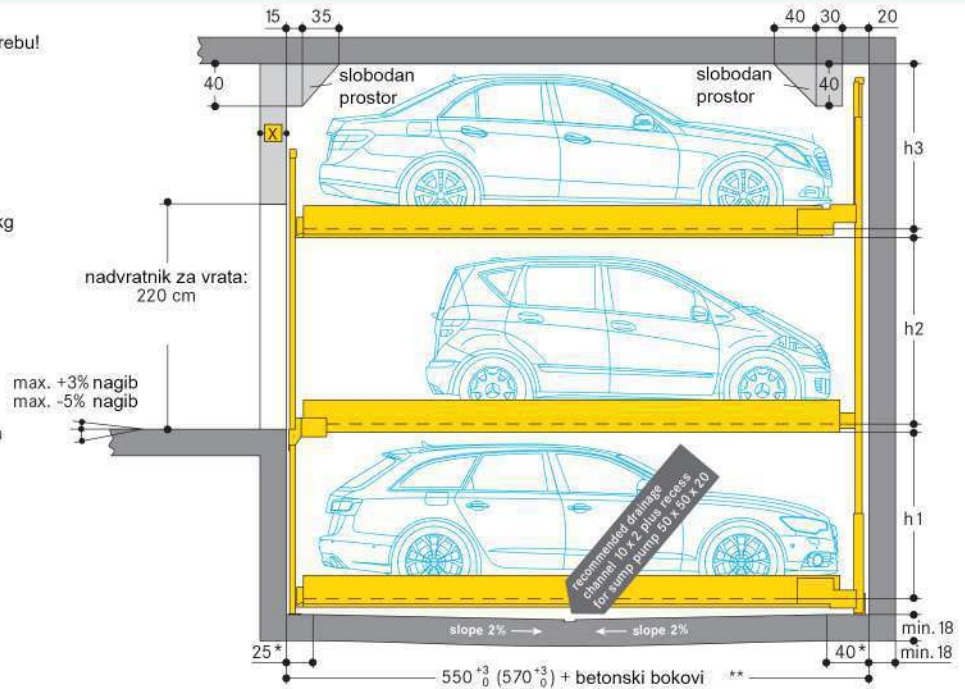 15 35 40 30 20
rebu!
40
slobodan
prostor
slobodan
prostor
40
X
h3
kg
nadvratnik za vrata:
220 cm
h2
max. +3% nagib
max. -5% nagib
recommended drainage
channel 10 x 2 plus recess
for sump pump 50 x 50 x 20
h1
slope 2%
slope 2%
min. 18
25* 40* min. 18
550 +3 0 (570 +3 0) + betonski bokovi **